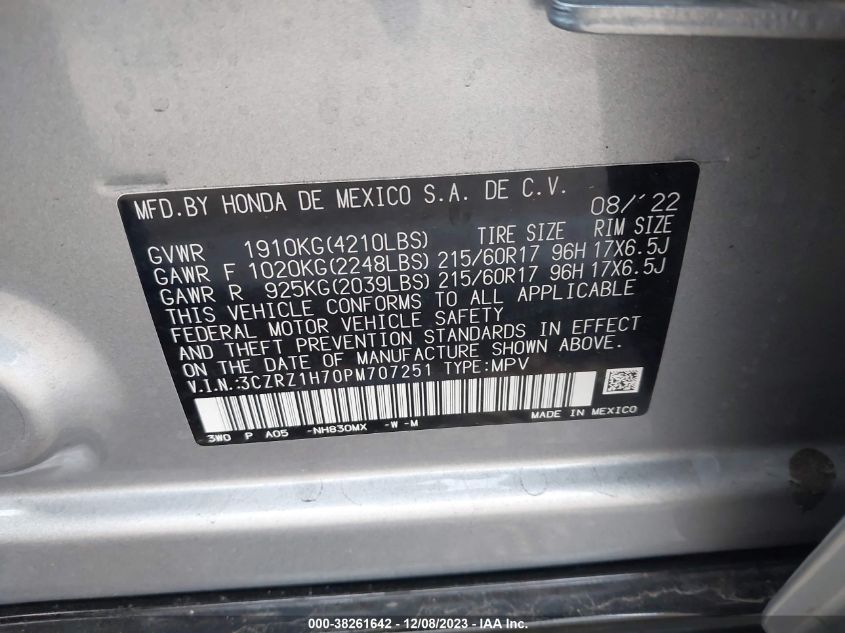 MFD.BY HONDA DE MEXICO S.A. DE C.V. 08/'22
TIRE SIZE RIM SIZE
GVWR 1910KG(4210LBS)
GAWR F 1020KG(2248LBS) 215/60R17 96H 17X6.5J
GAWR R 925KG(2039LBS) 215/60R17 96H 17X6.5J
THIS VEHICLE CONFORMS TO ALL APPLICABLE
FEDERAL MOTOR VEHICLE SAFETY
AND THEFT PREVENTION STANDARDS IN EFFECT
ON THE DATE OF MANUFACTURE SHOWN ABOVE.
V.I.N.:3CZRZ1H70PM707251 TYPE:MPV
3W0 P A05 -NH830MX -W -M MADE IN MEXICO
000-38261642 - 12/08/2023 - IAA Inc.